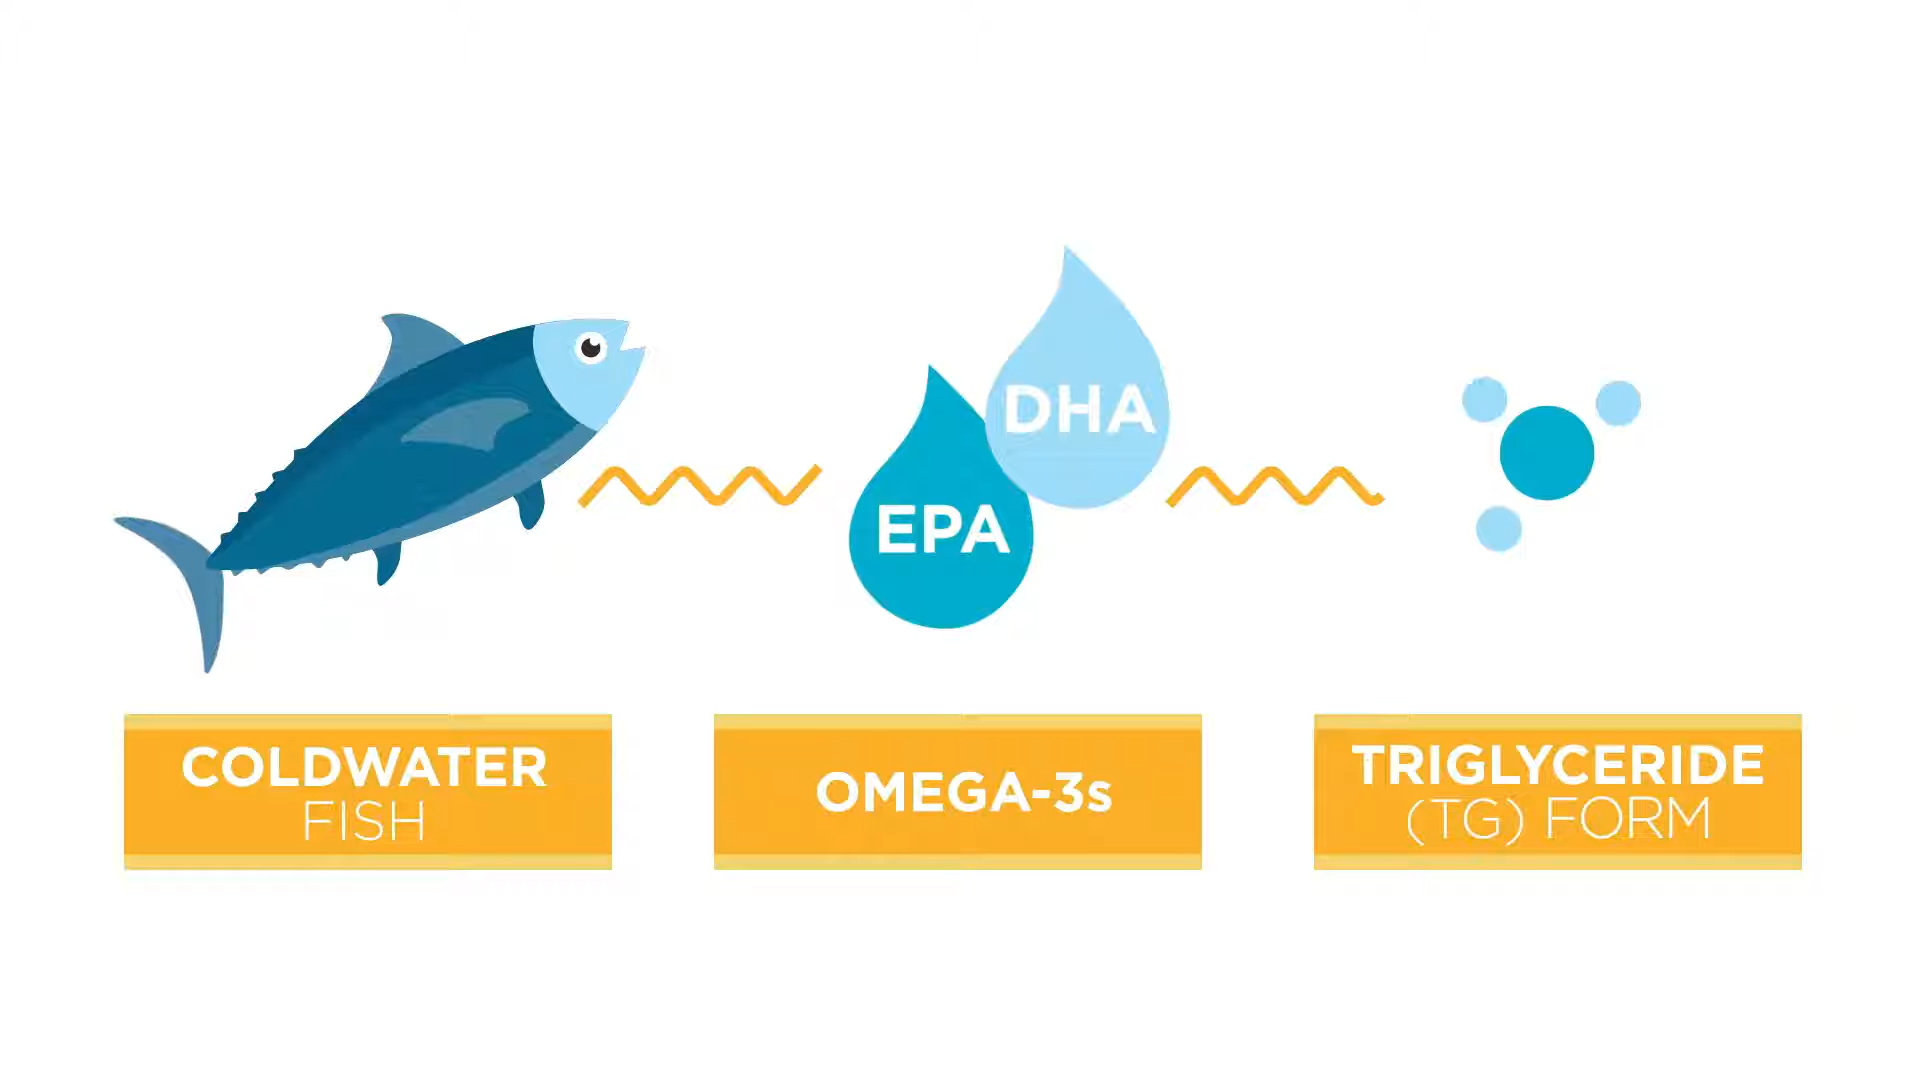 DHA
EPA
COLDWATER
FISH
OMEGA-3s
TRIGLYCERIDE
(TG) FORM